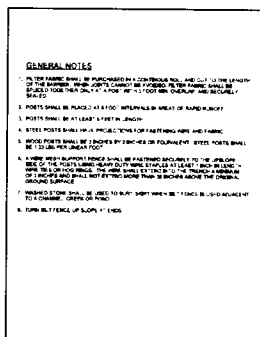 GENERAL NOTES
1. FILTER FABRIC SHALL BE PURCHASED IN A CONTINUOUS ROLL AND CUT TO THE LENGTH
OF THE BARRIER. WHEN JOINTS CANNOT BE AVOIDED, FILTER FABRIC SHALL BE
SPLICED TOGETHER ONLY AT A POST WITH 3 FOOT MIN. OVERLAP, AND SECURELY
SEALED.
2. POSTS SHALL BE PLACED AT 5 FOOT INTERVALS IN AREAS OF RAPID RUNOFF.
3. POSTS SHALL BE AT LEAST 5 FEET IN LENGTH.
4. STEEL POSTS SHALL HAVE PROJECTIONS FOR FASTENING WIRE AND FABRIC.
5. WOOD POSTS SHALL BE 2 INCHES BY 2 INCHES OR EQUIVALENT. STEEL POSTS SHALL
BE 1.33 LBS PER LINEAR FOOT.
6. A WIRE MESH SUPPORT FENCE SHALL BE FASTENED SECURELY TO THE UPSLOPE
SIDE OF THE POSTS USING HEAVY DUTY WIRE STAPLES AT LEAST 1 INCH IN LENGTH,
WIRE TIES OR HOG RINGS. THE WIRE SHALL EXTEND INTO THE TRENCH A MINIMUM
OF 2 INCHES AND SHALL NOT EXTEND MORE THAN 36 INCHES ABOVE THE ORIGINAL
GROUND SURFACE.
7. WASHED STONE SHALL BE USED TO BURY SKIRT WHEN SILT FENCE IS USED ADJACENT
TO A CHANNEL, CREEK OR POND.
8. TURN SILT FENCE UP SLOPE AT ENDS.